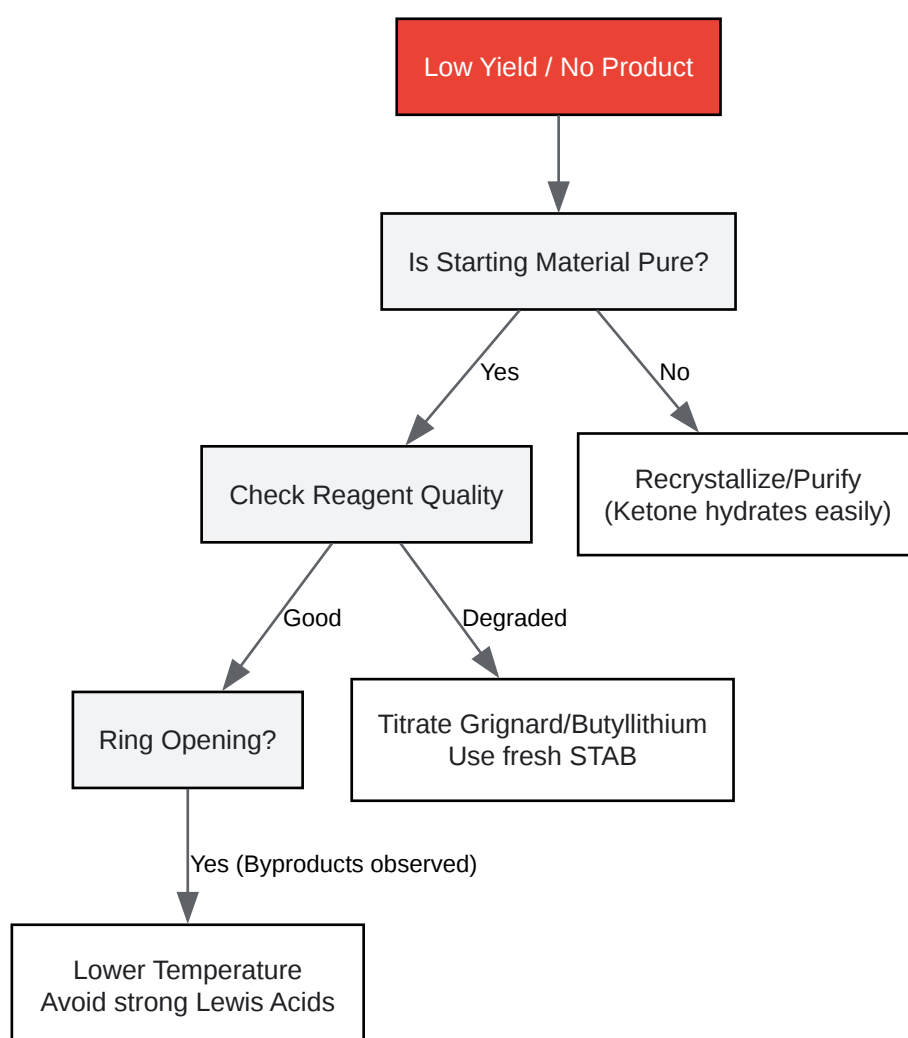 Low Yield / No Product
Is Starting Material Pure?
Yes
No
Check Reagent Quality
Recrystallize/Purify
(Ketone hydrates easily)
Good
Degraded
Ring Opening?
Titrate Grignard/Butyllithium
Use fresh STAB
Yes (Byproducts observed)
Lower Temperature
Avoid strong Lewis Acids